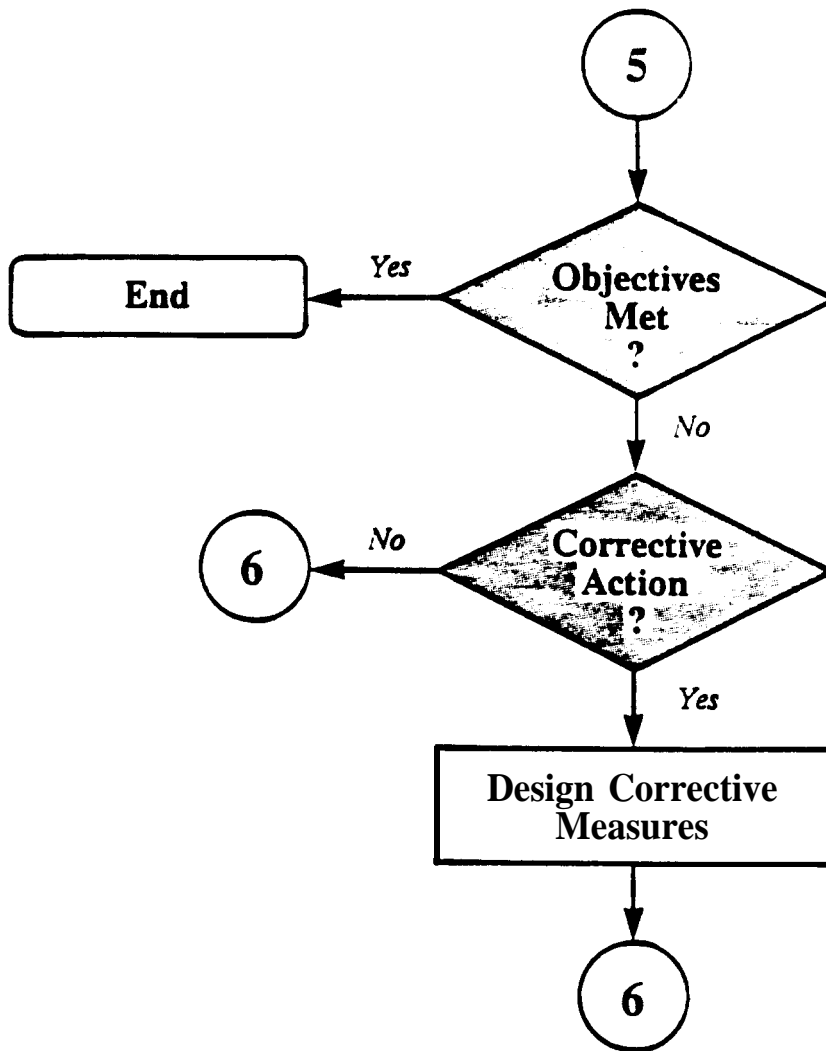 5
Objectives
Met
?
Yes
End
No
Corrective
Action
?
No
6
Yes
Design Corrective
Measures
6